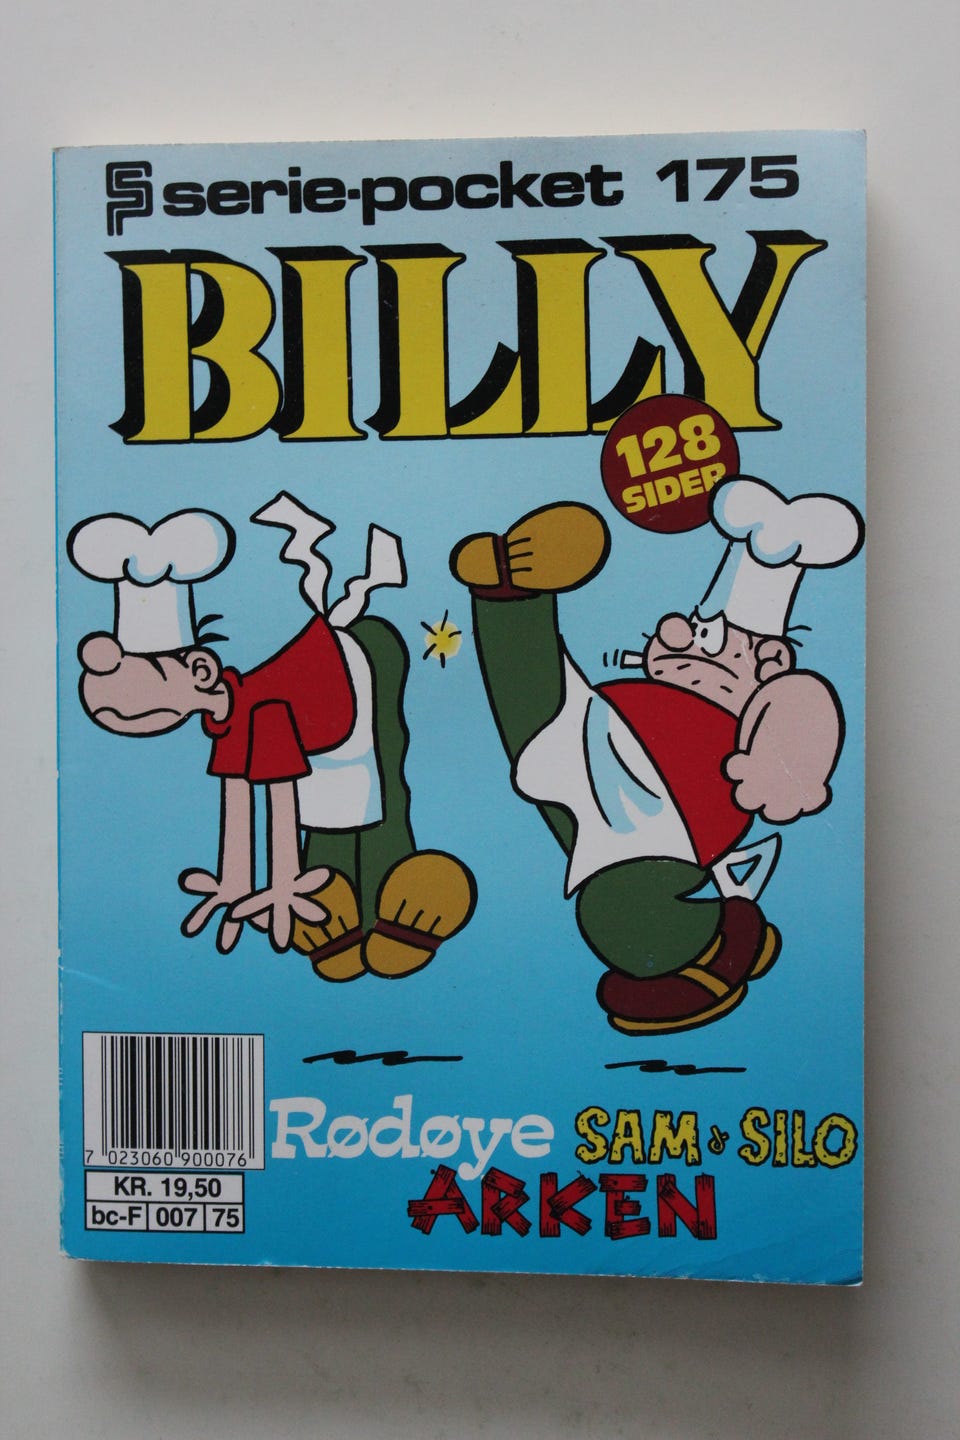 SP serie-pocket 175
BILLY
128
SIDER
7 023060 900076
KR. 19,50
bc-F 007 75
Rødøye
SAM & SILO
ARKEN